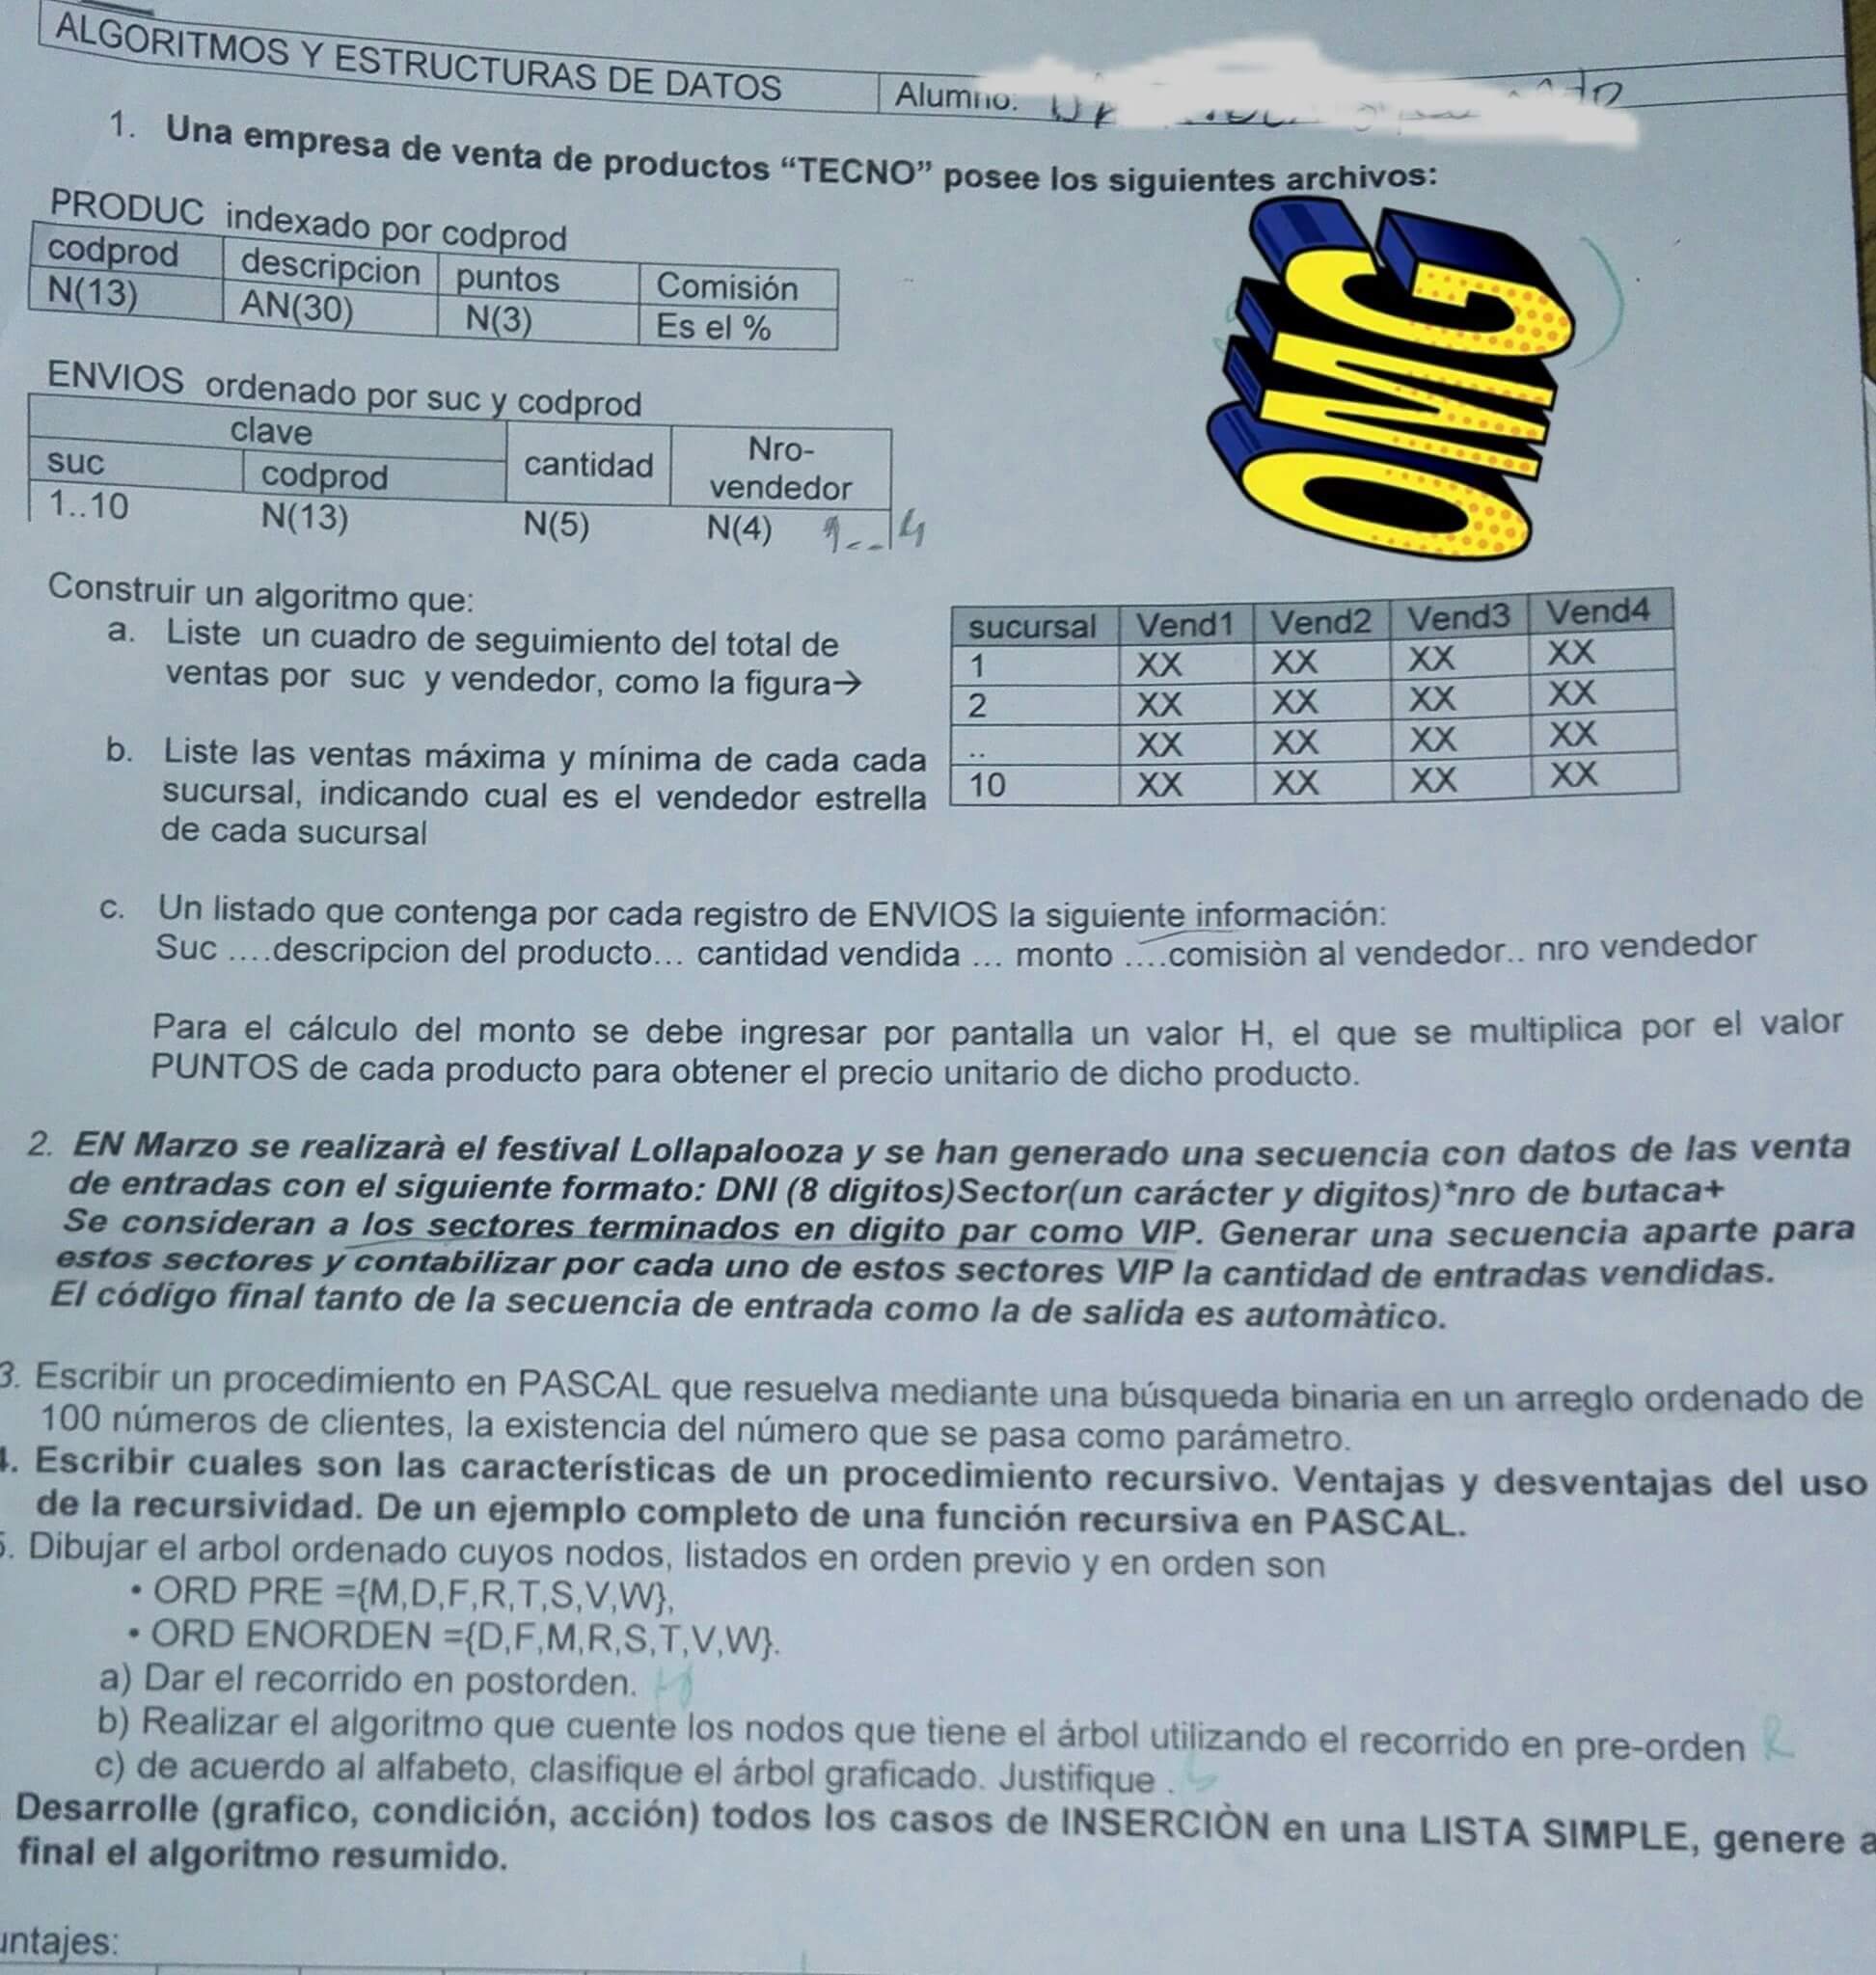 ALGORITMOS Y ESTRUCTURAS DE DATOS
Alumno:
1. Una empresa de venta de productos “TECNO” posee los siguientes archivos:
PRODUC indexado por codprod
codprod descripcion puntos Comisión
N(13) AN(30) N(3) Es el %
OMG
ENVIOS ordenado por suc y codprod
clave cantidad Nro-
suc codprod vendedor
1..10 N(13) N(5) N(4) 1..4
Construir un algoritmo que:
a. Liste un cuadro de seguimiento del total de
ventas por suc y vendedor, como la figura→
b. Liste las ventas máxima y mínima de cada cada
sucursal, indicando cual es el vendedor estrella
de cada sucursal
sucursal Vend1 Vend2 Vend3 Vend4
1 XX XX XX XX
2 XX XX XX XX
.. XX XX XX XX
10 XX XX XX XX
c. Un listado que contenga por cada registro de ENVIOS la siguiente información:
Suc ....descripcion del producto... cantidad vendida ... monto ....comisiòn al vendedor.. nro vendedor
Para el cálculo del monto se debe ingresar por pantalla un valor H, el que se multiplica por el valor
PUNTOS de cada producto para obtener el precio unitario de dicho producto.
2. EN Marzo se realizarà el festival Lollapalooza y se han generado una secuencia con datos de las venta
de entradas con el siguiente formato: DNI (8 digitos)Sector(un carácter y digitos)*nro de butaca+
Se consideran a los sectores terminados en digito par como VIP. Generar una secuencia aparte para
estos sectores y contabilizar por cada uno de estos sectores VIP la cantidad de entradas vendidas.
El código final tanto de la secuencia de entrada como la de salida es automàtico.
3. Escribir un procedimiento en PASCAL que resuelva mediante una búsqueda binaria en un arreglo ordenado de
100 números de clientes, la existencia del número que se pasa como parámetro.
4. Escribir cuales son las características de un procedimiento recursivo. Ventajas y desventajas del uso
de la recursividad. De un ejemplo completo de una función recursiva en PASCAL.
5. Dibujar el arbol ordenado cuyos nodos, listados en orden previo y en orden son
• ORD PRE ={M,D,F,R,T,S,V,W},
• ORD ENORDEN ={D,F,M,R,S,T,V,W}.
a) Dar el recorrido en postorden.
b) Realizar el algoritmo que cuente los nodos que tiene el árbol utilizando el recorrido en pre-orden
c) de acuerdo al alfabeto, clasifique el árbol graficado. Justifique .
Desarrolle (grafico, condición, acción) todos los casos de INSERCIÒN en una LISTA SIMPLE, genere a
final el algoritmo resumido.
untajes: